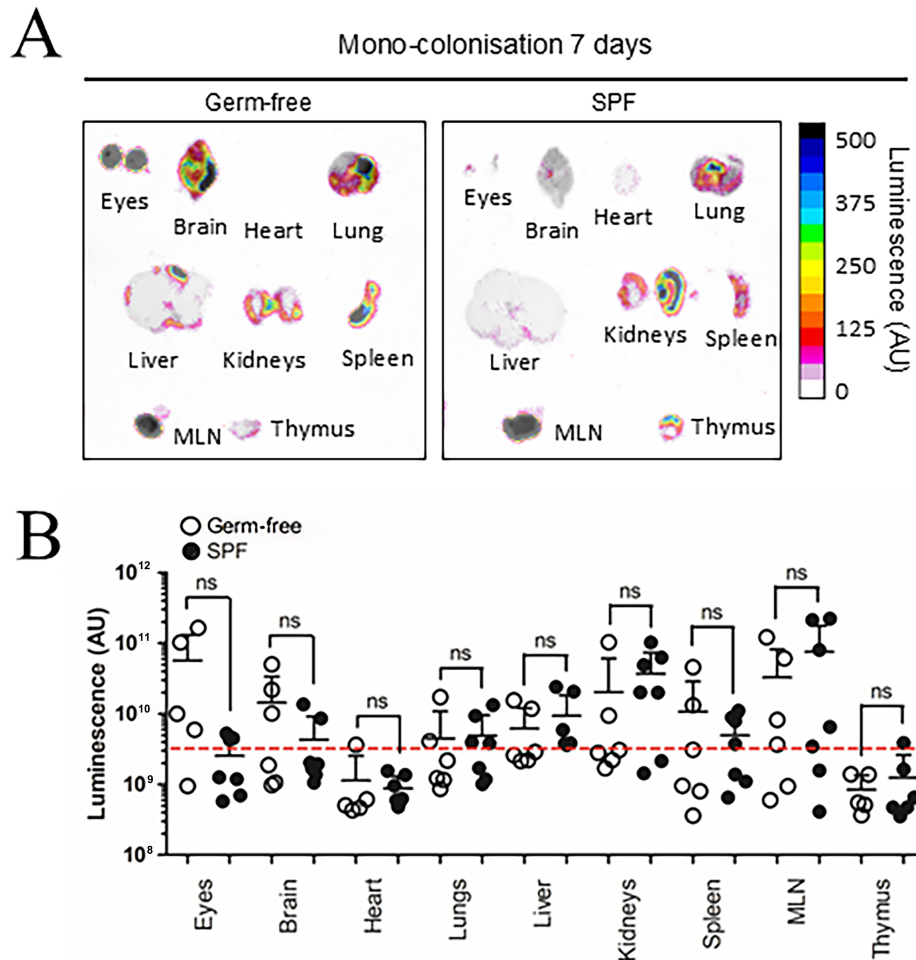 A
Mono-colonisation 7 days
Germ-free
SPF
Eyes
Brain
Heart
Lung
Liver
Kidneys
Spleen
MLN
Thymus
Eyes
Brain
Heart
Lung
Liver
Kidneys
Spleen
MLN
Thymus
500
375
250
125
0
Luminescence (AU)
B
Germ-free
SPF
Luminescence (AU)
10¹²
10¹¹
10¹⁰
10⁹
10⁸
ns
ns
ns
ns
ns
ns
ns
ns
ns
Eyes
Brain
Heart
Lungs
Liver
Kidneys
Spleen
MLN
Thymus